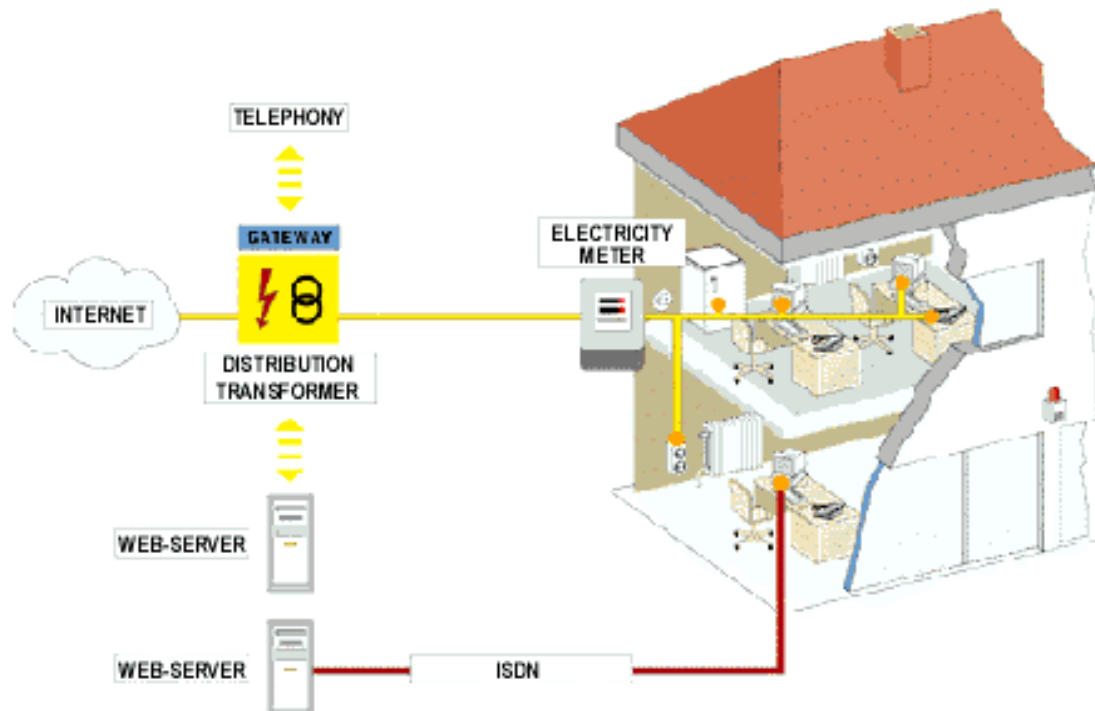 TELEPHONY
GATEWAY
ELECTRICITY
METER
INTERNET
DISTRIBUTION
TRANSFORMER
WEB-SERVER
WEB-SERVER
ISDN